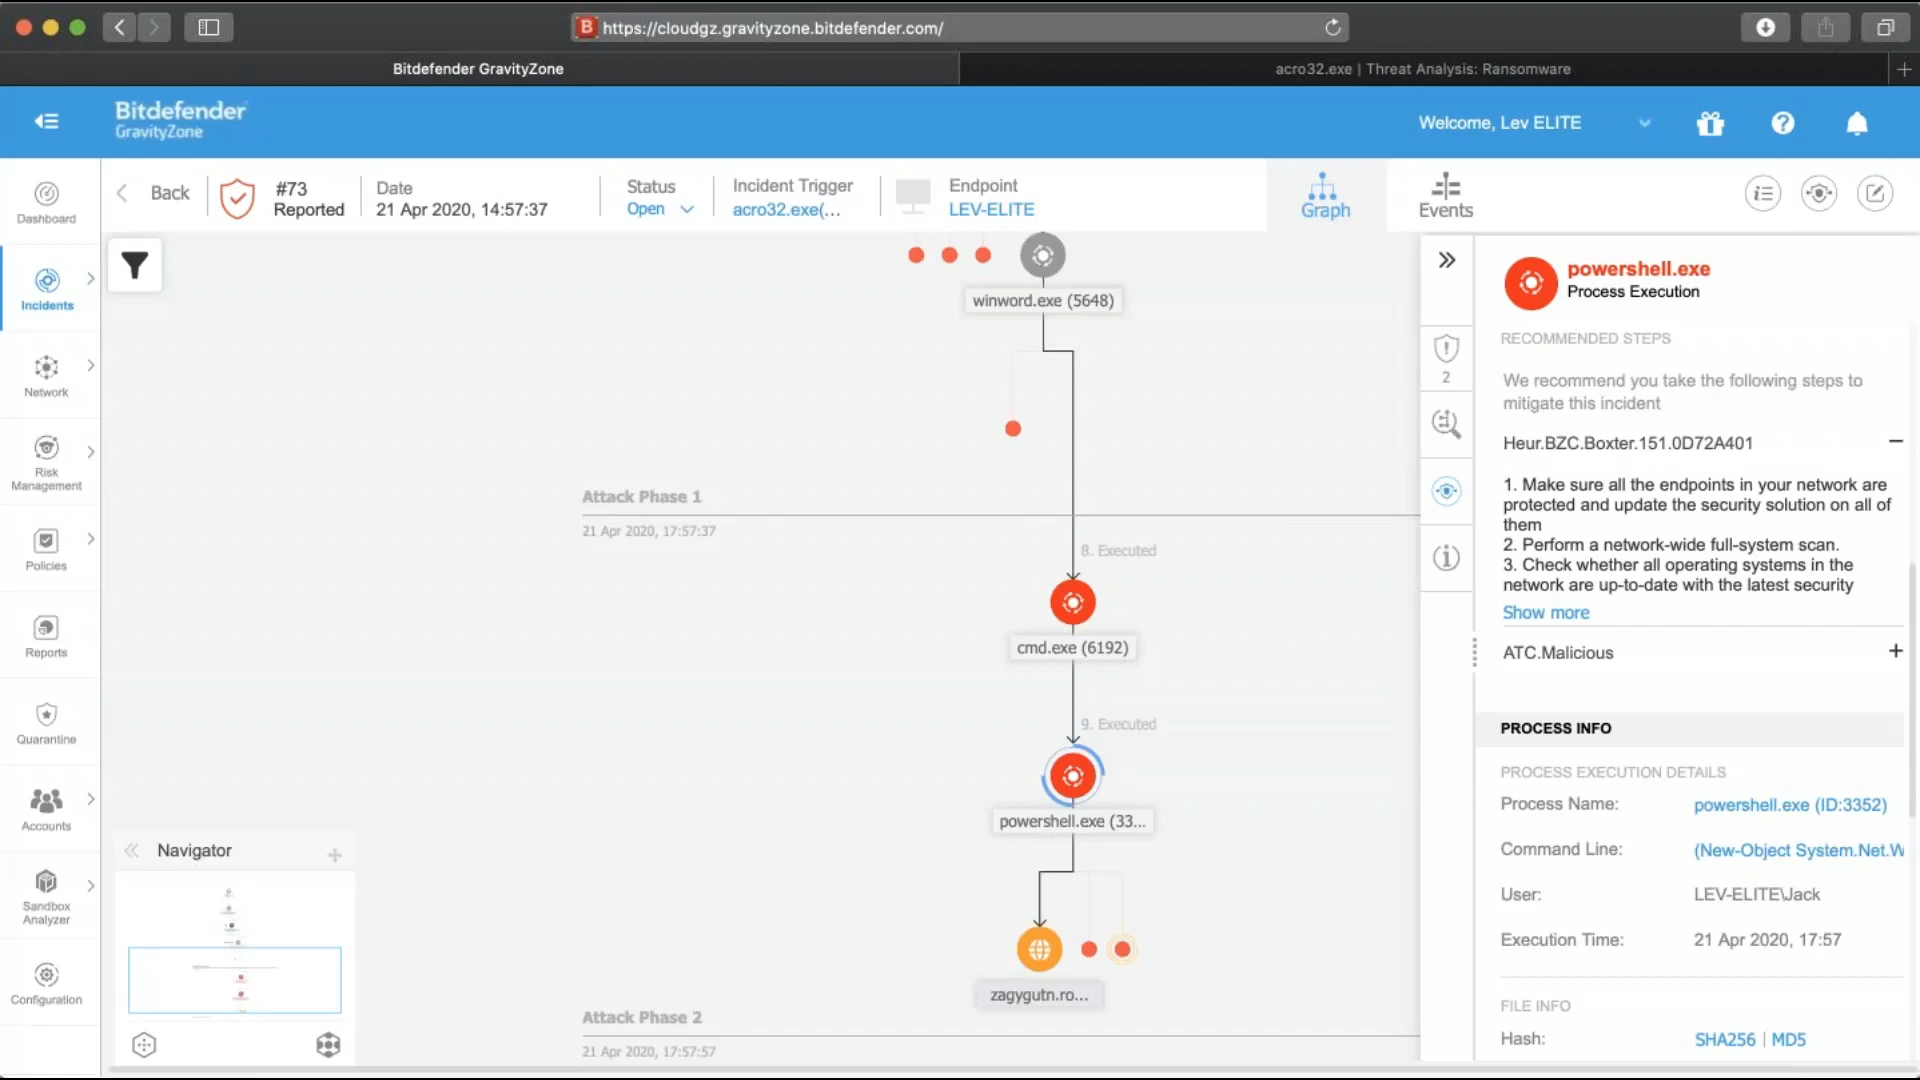 https://cloudgz.gravityzone.bitdefender.com/
Bitdefender GravityZone
acro32.exe | Threat Analysis: Ransomware
Bitdefender
GravityZone
Welcome, Lev ELITE
Back
#73
Reported
Date
21 Apr 2020, 14:57:37
Status
Open
Incident Trigger
acro32.exe(...
Endpoint
LEV-ELITE
Graph
Events
Dashboard
Incidents
Network
Risk
Management
Policies
Reports
Quarantine
Accounts
Sandbox
Analyzer
Configuration
winword.exe (5648)
Attack Phase 1
21 Apr 2020, 17:57:37
8. Executed
cmd.exe (6192)
9. Executed
powershell.exe (33...
zagygutn.ro...
Attack Phase 2
21 Apr 2020, 17:57:57
Navigator
2
powershell.exe
Process Execution
RECOMMENDED STEPS
We recommend you take the following steps to
mitigate this incident
Heur.BZC.Boxter.151.0D72A401
1. Make sure all the endpoints in your network are
protected and update the security solution on all of
them
2. Perform a network-wide full-system scan.
3. Check whether all operating systems in the
network are up-to-date with the latest security
Show more
ATC.Malicious
PROCESS INFO
PROCESS EXECUTION DETAILS
Process Name: powershell.exe (ID:3352)
Command Line: (New-Object System.Net.W
User: LEV-ELITE\Jack
Execution Time: 21 Apr 2020, 17:57
FILE INFO
Hash: SHA256 | MD5